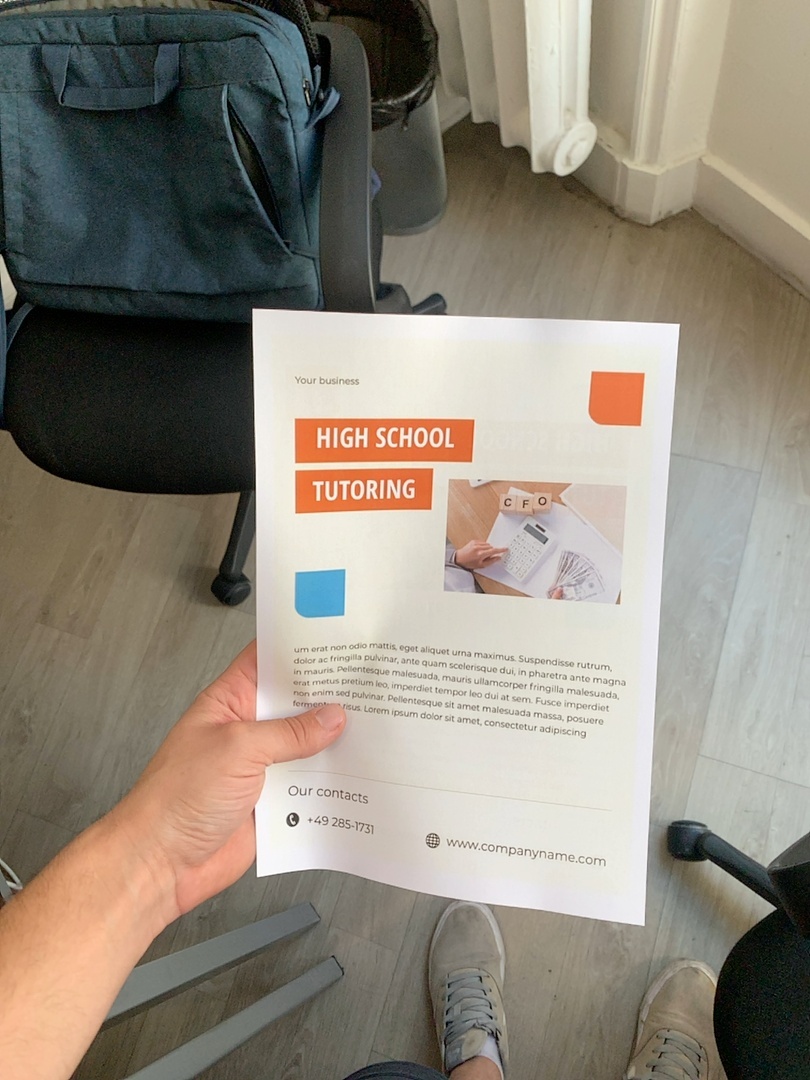 Your business
HIGH SCHOOL
TUTORING
C F O
um erat non odio mattis, eget aliquet urna maximus. Suspendisse rutrum,
dolor ac fringilla pulvinar, ante quam scelerisque dui, in pharetra ante magna
in mauris. Pellentesque malesuada, mauris ullamcorper fringilla malesuada,
erat metus pretium leo, imperdiet tempor leo dui at sem. Fusce imperdiet
non enim sed pulvinar. Pellentesque sit amet malesuada massa, posuere
risus. Lorem ipsum dolor sit amet, consectetur adipiscing
Our contacts
+49 285-1731
www.companyname.com